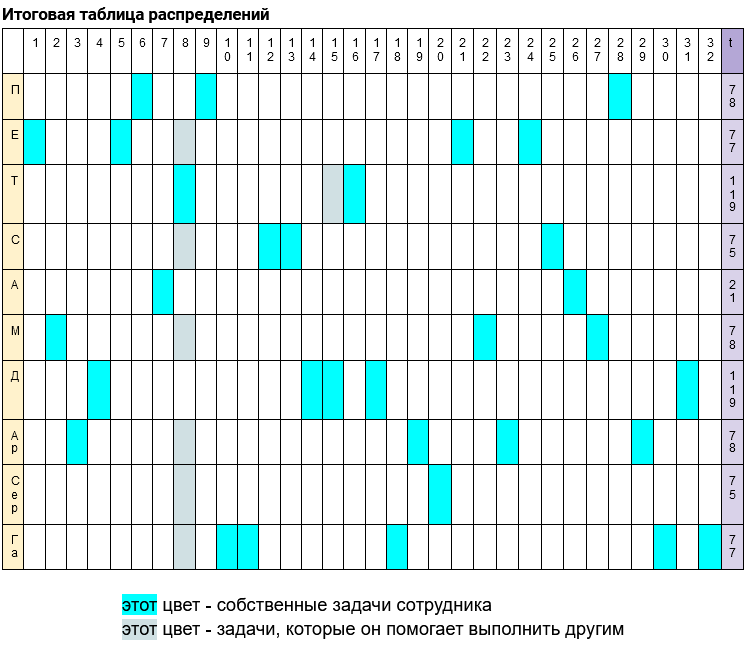 Итоговая таблица распределений
1 2 3 4 5 6 7 8 9 10 11 12 13 14 15 16 17 18 19 20 21 22 23 24 25 26 27 28 29 30 31 32 t
П 78
Е 77
Т 119
С 75
А 21
М 78
Д 119
Ар 78
Сер 75
Га 77
этот цвет - собственные задачи сотрудника
этот цвет - задачи, которые он помогает выполнить другим